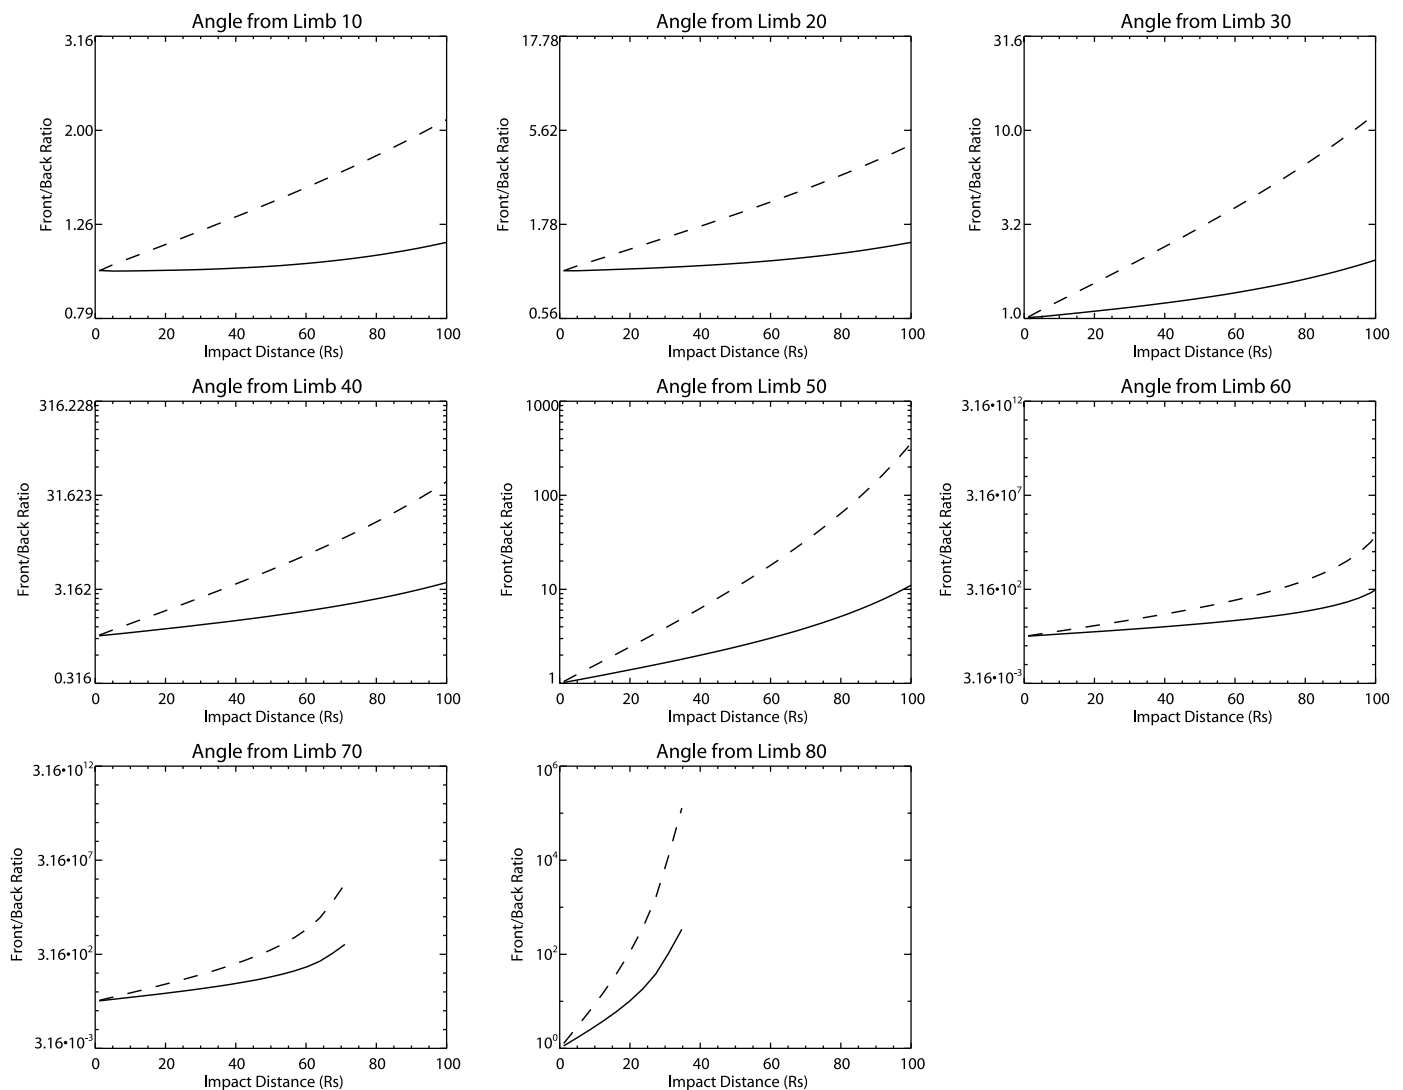 Angle from Limb 10
3.16
2.00
1.26
0.79
Front/Back Ratio
0 20 40 60 80 100
Impact Distance (Rs)
Angle from Limb 20
17.78
5.62
1.78
0.56
Front/Back Ratio
0 20 40 60 80 100
Impact Distance (Rs)
Angle from Limb 30
31.6
10.0
3.2
1.0
Front/Back Ratio
0 20 40 60 80 100
Impact Distance (Rs)
Angle from Limb 40
316.228
31.623
3.162
0.316
Front/Back Ratio
0 20 40 60 80 100
Impact Distance (Rs)
Angle from Limb 50
1000
100
10
1
Front/Back Ratio
0 20 40 60 80 100
Impact Distance (Rs)
Angle from Limb 60
3.16•10¹²
3.16•10⁷
3.16•10²
3.16•10⁻³
Front/Back Ratio
0 20 40 60 80 100
Impact Distance (Rs)
Angle from Limb 70
3.16•10¹²
3.16•10⁷
3.16•10²
3.16•10⁻³
Front/Back Ratio
0 20 40 60 80 100
Impact Distance (Rs)
Angle from Limb 80
10⁶
10⁴
10²
10⁰
Front/Back Ratio
0 20 40 60 80 100
Impact Distance (Rs)